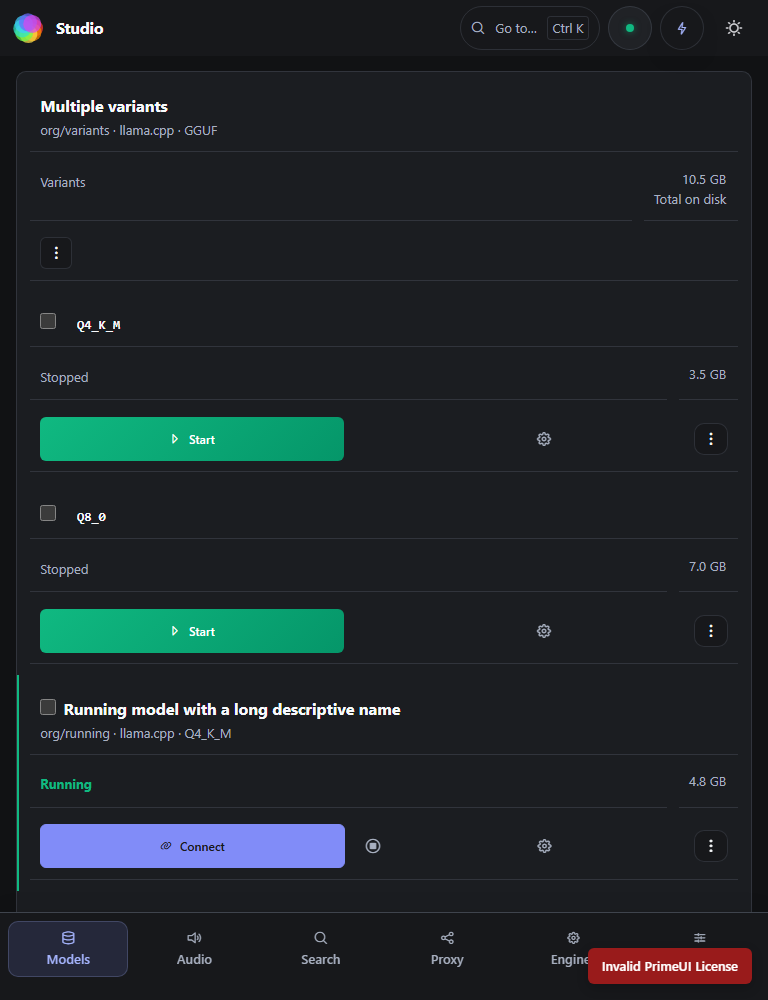 Studio
Go to...
Ctrl K
Multiple variants
org/variants · llama.cpp · GGUF
Variants
10.5 GB
Total on disk
Q4_K_M
Stopped
3.5 GB
Start
Q8_0
Stopped
7.0 GB
Start
Running model with a long descriptive name
org/running · llama.cpp · Q4_K_M
Running
4.8 GB
Connect
Models
Audio
Search
Proxy
Engine
Invalid PrimeUI License